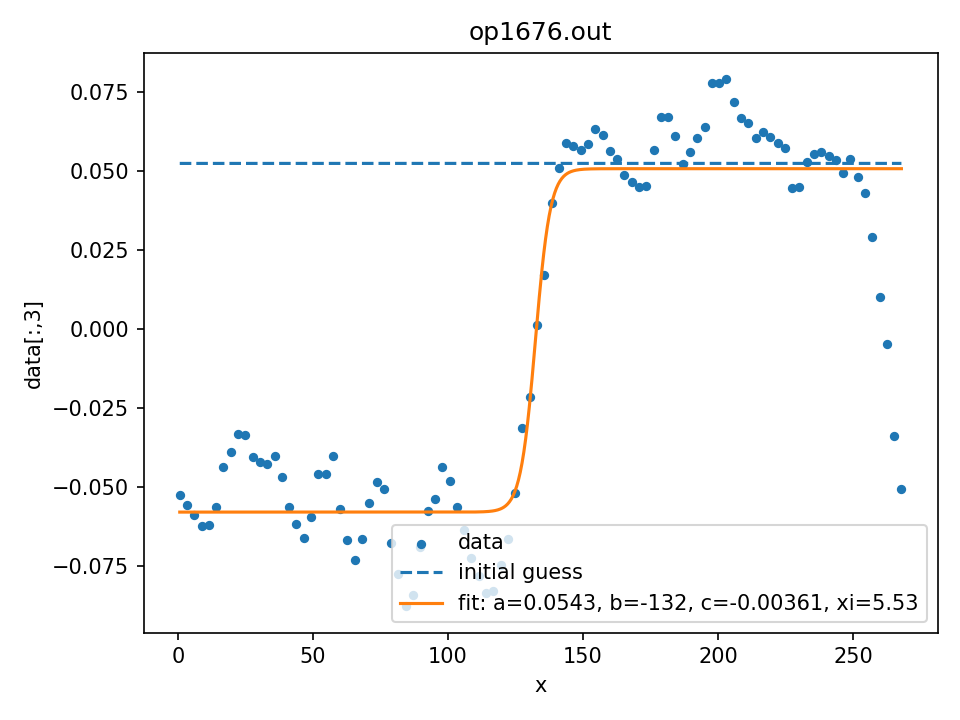 op1676.out
0.075
0.050
0.025
0.000
−0.025
−0.050
−0.075
data[:,3]
data
initial guess
fit: a=0.0543, b=-132, c=-0.00361, xi=5.53
0 50 100 150 200 250
x